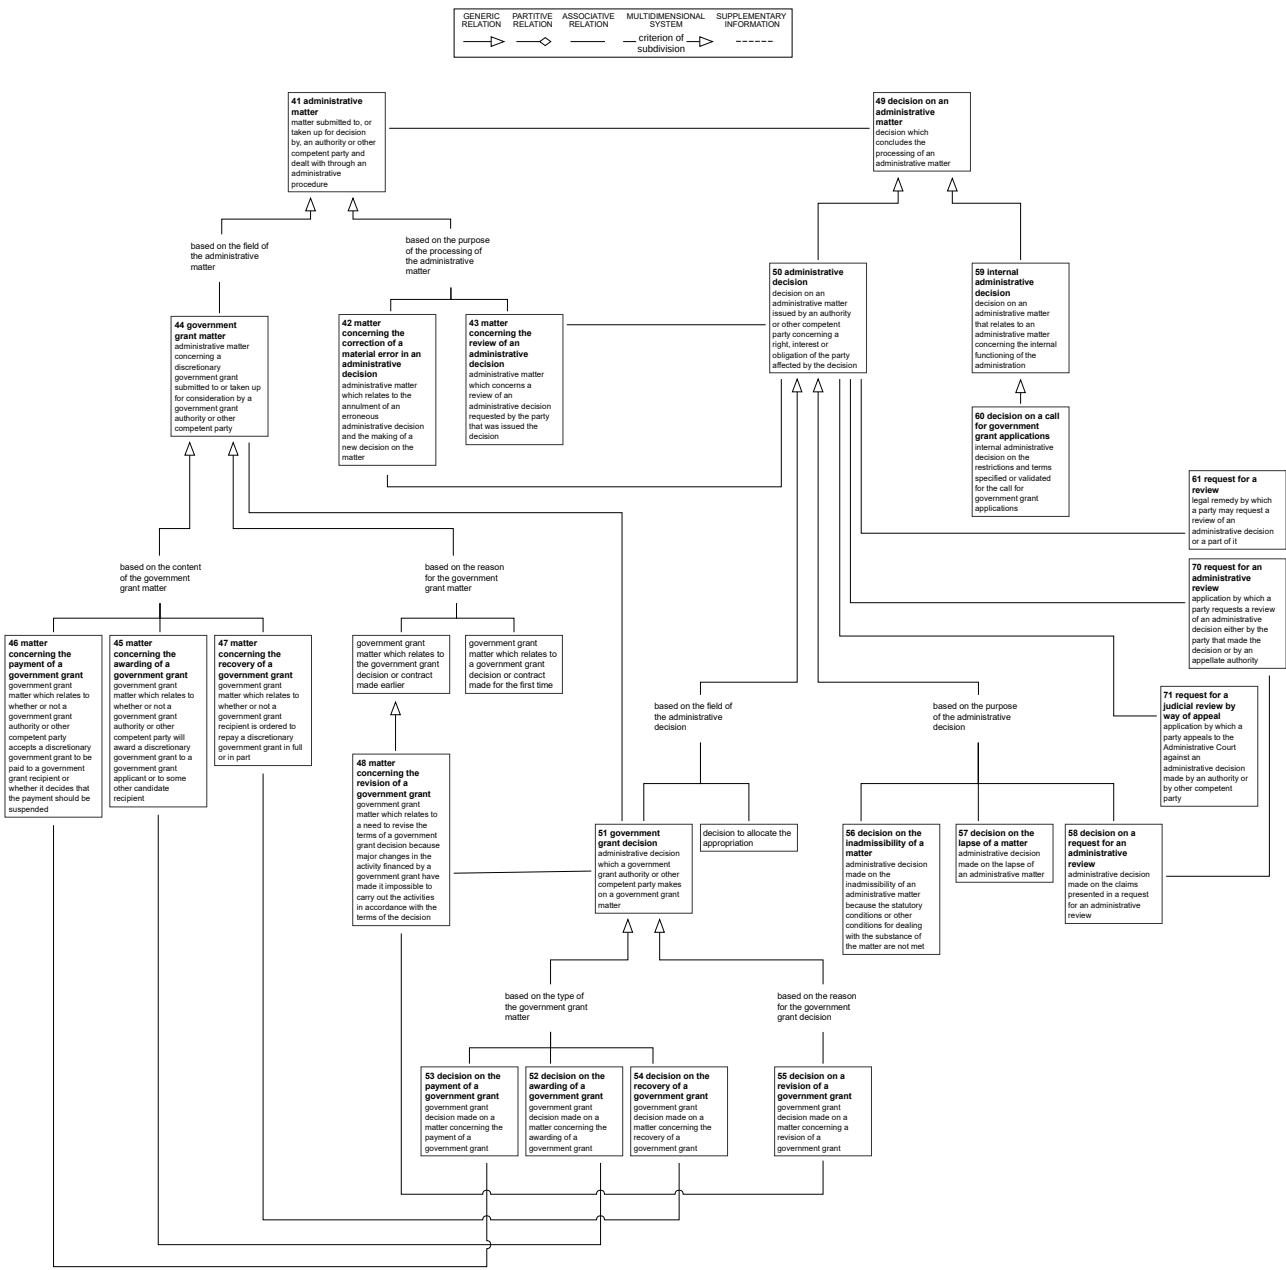 GENERIC
RELATION
PARTITIVE
RELATION
ASSOCIATIVE
RELATION
MULTIDIMENSIONAL
SYSTEM
criterion of
subdivision
SUPPLEMENTARY
INFORMATION
41 administrative
matter
matter submitted to, or
taken up for decision
by, an authority or other
competent party and
dealt with through an
administrative
procedure
49 decision on an
administrative
matter
decision which
concludes the
processing of an
administrative matter
based on the field of
the administrative
matter
based on the purpose
of the processing of
the administrative
matter
50 administrative
decision
decision on an
administrative matter
issued by an authority
or other competent
party concerning a
right, interest or
obligation of the party
affected by the decision
59 internal
administrative
decision
decision on an
administrative matter
that relates to an
administrative matter
concerning the internal
functioning of the
administration
44 government
grant matter
administrative matter
concerning a
discretionary
government grant
submitted to or taken up
for consideration by a
government grant
authority or other
competent party
42 matter
concerning the
correction of a
material error in an
administrative
decision
administrative matter
which relates to the
annulment of an
erroneous
administrative decision
and the making of a
new decision on the
matter
43 matter
concerning the
review of an
administrative
decision
administrative matter
which concerns a
review of an
administrative decision
requested by the party
that was issued the
decision
60 decision on a call
for government
grant applications
internal administrative
decision on the
restrictions and terms
specified or validated
for the call for
government grant
applications
61 request for a
review
legal remedy by which
a party may request a
review of an
administrative decision
or a part of it
70 request for an
administrative
review
application by which a
party requests a review
of an administrative
decision either by the
party that made the
decision or by an
appellate authority
71 request for a
judicial review by
way of appeal
application by which a
party appeals to the
Administrative Court
against an
administrative decision
made by an authority or
by other competent
party
based on the content
of the government
grant matter
based on the reason
for the government
grant matter
46 matter
concerning the
payment of a
government grant
government grant
matter which relates to
whether or not a
government grant
authority or other
competent party
accepts a discretionary
government grant to be
paid to a government
grant recipient or
whether it decides that
the payment should be
suspended
45 matter
concerning the
awarding of a
government grant
government grant
matter which relates to
whether or not a
government grant
authority or other
competent party will
award a discretionary
government grant to a
government grant
applicant or to some
other candidate
recipient
47 matter
concerning the
recovery of a
government grant
government grant
matter which relates to
whether or not a
government grant
recipient is ordered to
repay a discretionary
government grant in full
or in part
government grant
matter which relates to
the government grant
decision or contract
made earlier
government grant
matter which relates to
a government grant
decision or contract
made for the first time
48 matter
concerning the
revision of a
government grant
government grant
matter which relates to
a need to revise the
terms of a government
grant decision because
major changes in the
activity financed by a
government grant have
made it impossible to
carry out the activities
in accordance with the
terms of the decision
based on the field of
the administrative
decision
based on the purpose
of the administrative
decision
51 government
grant decision
administrative decision
which a government
grant authority or other
competent party makes
on a government grant
matter
decision to allocate the
appropriation
56 decision on the
inadmissibility of a
matter
administrative decision
made on the
inadmissibility of an
administrative matter
because the statutory
conditions or other
conditions for dealing
with the substance of
the matter are not met
57 decision on the
lapse of a matter
administrative decision
made on the lapse of
an administrative matter
58 decision on a
request for an
administrative
review
administrative decision
made on the claims
presented in a request
for an administrative
review
based on the type of
the government grant
matter
based on the reason
for the government
grant decision
53 decision on the
payment of a
government grant
government grant
decision made on a
matter concerning the
payment of a
government grant
52 decision on the
awarding of a
government grant
government grant
decision made on a
matter concerning the
awarding of a
government grant
54 decision on the
recovery of a
government grant
government grant
decision made on a
matter concerning the
recovery of a
government grant
55 decision on a
revision of a
government grant
government grant
decision made on a
matter concerning a
revision of a
government grant